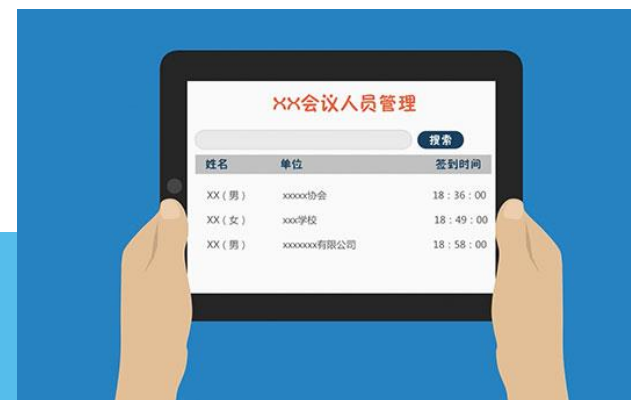 XX会议人员管理
搜索
姓名 单位 签到时间
XX（男） xxxxx协会 18：36：00
XX（女） xxx学校 18：49：00
XX（男） xxxxxxx有限公司 18：58：00